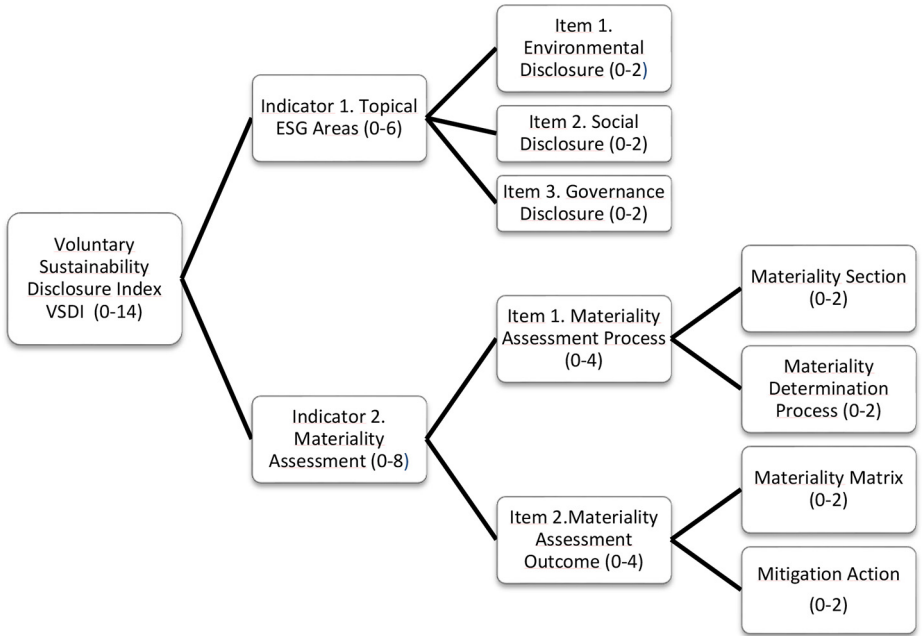 Voluntary
Sustainability
Disclosure Index
VSDI (0-14)
Indicator 1. Topical
ESG Areas (0-6)
Item 1.
Environmental
Disclosure (0-2)
Item 2. Social
Disclosure (0-2)
Item 3. Governance
Disclosure (0-2)
Indicator 2.
Materiality
Assessment (0-8)
Item 1. Materiality
Assessment Process
(0-4)
Materiality Section
(0-2)
Materiality
Determination
Process (0-2)
Item 2.Materiality
Assessment
Outcome (0-4)
Materiality Matrix
(0-2)
Mitigation Action
(0-2)